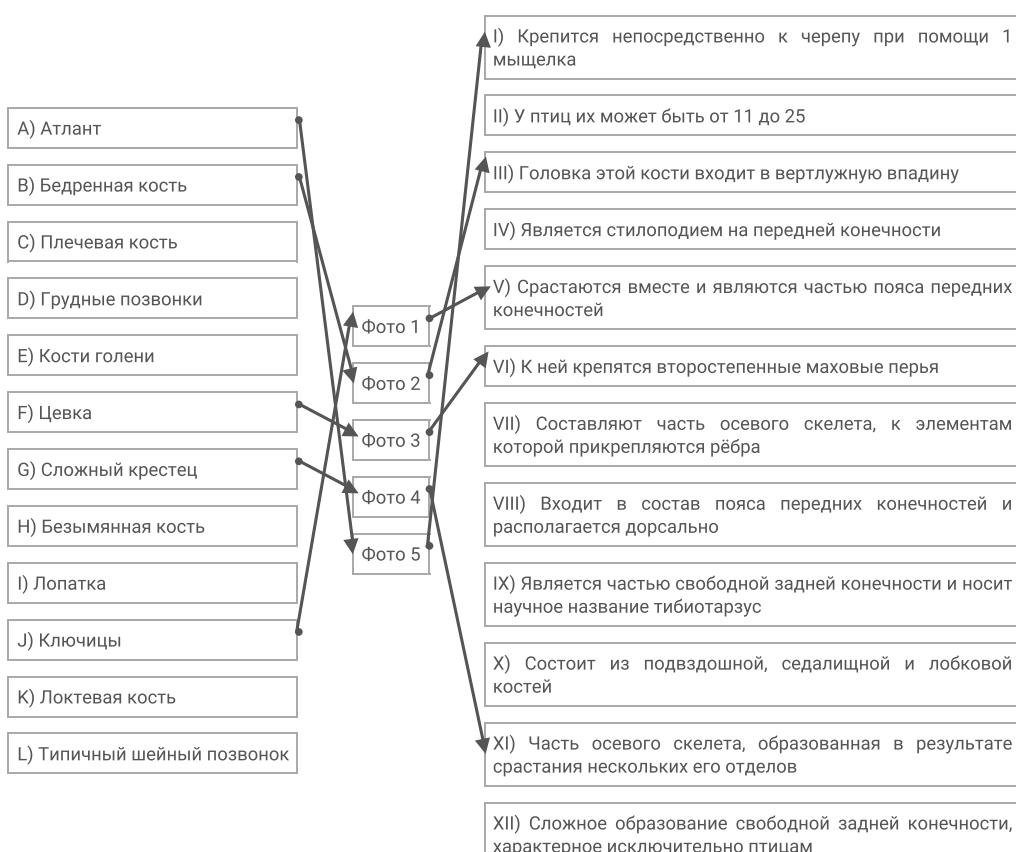 A) Атлант
B) Бедренная кость
C) Плечевая кость
D) Грудные позвонки
E) Кости голени
F) Цевка
G) Сложный крестец
H) Безымянная кость
I) Лопатка
J) Ключицы
K) Локтевая кость
L) Типичный шейный позвонок
Фото 1
Фото 2
Фото 3
Фото 4
Фото 5
I) Крепится непосредственно к черепу при помощи 1
мыщелка
II) У птиц их может быть от 11 до 25
III) Головка этой кости входит в вертлужную впадину
IV) Является стилоподием на передней конечности
V) Срастаются вместе и являются частью пояса передних
конечностей
VI) К ней крепятся второстепенные маховые перья
VII) Составляют часть осевого скелета, к элементам
которой прикрепляются рёбра
VIII) Входит в состав пояса передних конечностей и
располагается дорсально
IX) Является частью свободной задней конечности и носит
научное название тибиотарзус
X) Состоит из подвздошной, седалищной и лобковой
костей
XI) Часть осевого скелета, образованная в результате
срастания нескольких его отделов
XII) Сложное образование свободной задней конечности,
характерное исключительно птицам